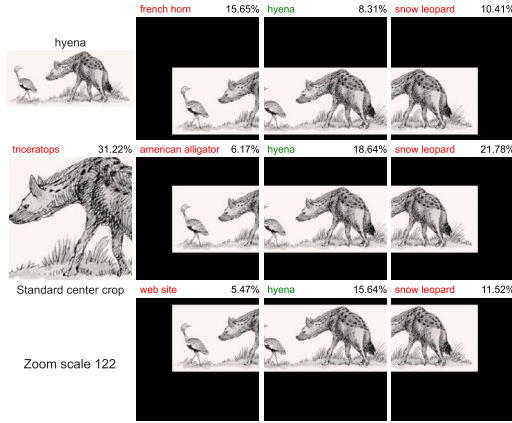 french horn 15.65% hyena 8.31% snow leopard 10.41%
hyena
triceratops 31.22% american alligator 6.17% hyena 18.64% snow leopard 21.78%
Standard center crop web site 5.47% hyena 15.64% snow leopard 11.52%
Zoom scale 122